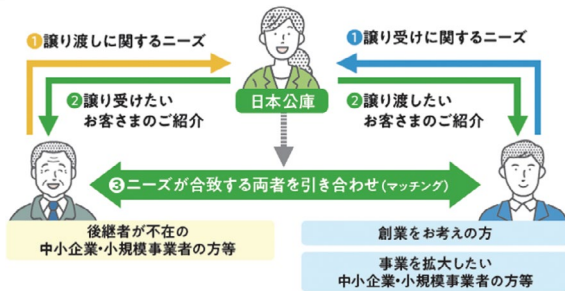 ❶譲り渡しに関するニーズ
❶譲り受けに関するニーズ
❷譲り受けたい
お客さまのご紹介
日本公庫
❷譲り渡したい
お客さまのご紹介
❸ニーズが合致する両者を引き合わせ(マッチング)
後継者が不在の
中小企業・小規模事業者の方等
創業をお考えの方
事業を拡大したい
中小企業・小規模事業者の方等